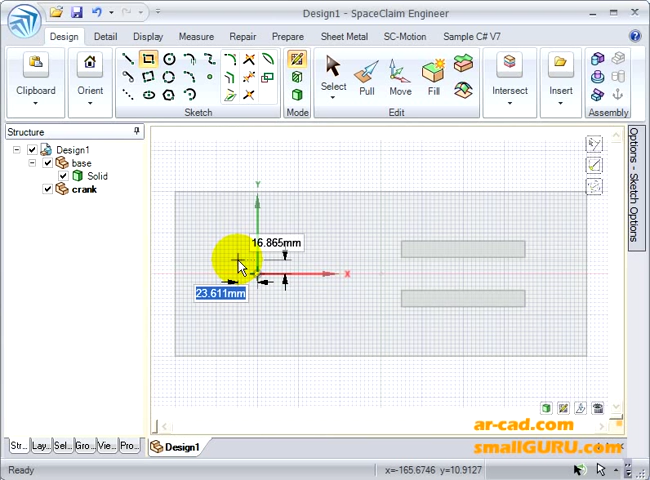 Design1 - SpaceClaim Engineer
Design Detail Display Measure Repair Prepare Sheet Metal SC-Motion Sample C# V7
Clipboard Orient Select Pull Move Fill Intersect Insert
Sketch Mode Edit Assembly
Structure
Design1
base
Solid
crank
Options - Sketch Options
Y
16.865mm
X
23.611mm
ar-cad.com
smallGURU.com
Str... Lay... Sel... Gro... Vie... Pro...
Design1
Ready
x=-165.6746 y=10.9127